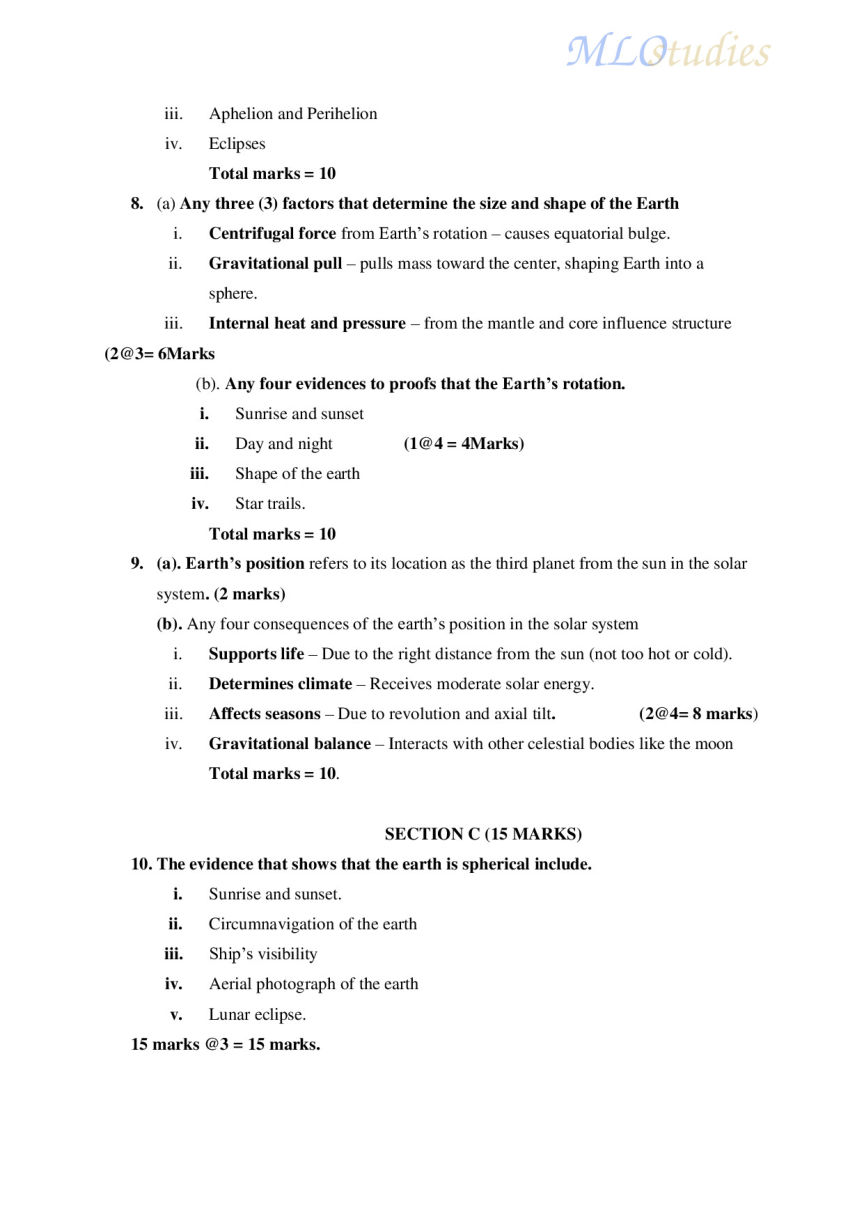 MLOstudies
iii. Aphelion and Perihelion
iv. Eclipses
Total marks = 10
8. (a) Any three (3) factors that determine the size and shape of the Earth
i. Centrifugal force from Earth’s rotation – causes equatorial bulge.
ii. Gravitational pull – pulls mass toward the center, shaping Earth into a
sphere.
iii. Internal heat and pressure – from the mantle and core influence structure
(2@3= 6Marks
(b). Any four evidences to proofs that the Earth’s rotation.
i. Sunrise and sunset
ii. Day and night (1@4 = 4Marks)
iii. Shape of the earth
iv. Star trails.
Total marks = 10
9. (a). Earth’s position refers to its location as the third planet from the sun in the solar
system. (2 marks)
(b). Any four consequences of the earth’s position in the solar system
i. Supports life – Due to the right distance from the sun (not too hot or cold).
ii. Determines climate – Receives moderate solar energy.
iii. Affects seasons – Due to revolution and axial tilt. (2@4= 8 marks)
iv. Gravitational balance – Interacts with other celestial bodies like the moon
Total marks = 10.
SECTION C (15 MARKS)
10. The evidence that shows that the earth is spherical include.
i. Sunrise and sunset.
ii. Circumnavigation of the earth
iii. Ship’s visibility
iv. Aerial photograph of the earth
v. Lunar eclipse.
15 marks @3 = 15 marks.